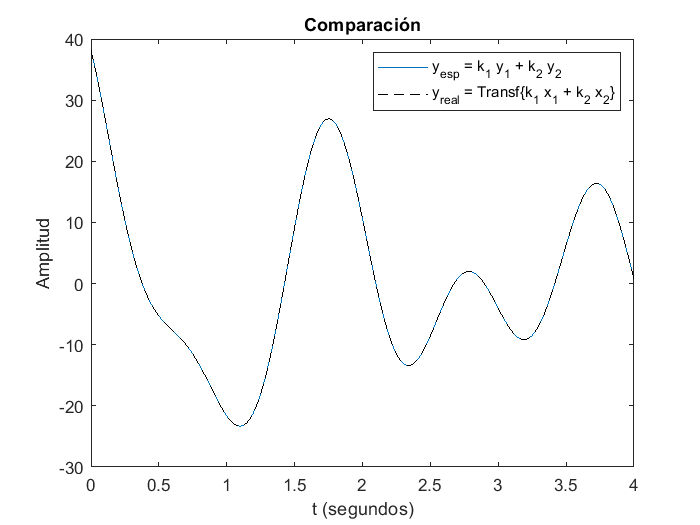 Comparación
y_esp = k_1 y_1 + k_2 y_2
y_real = Transf{k_1 x_1 + k_2 x_2}
40
30
20
10
0
-10
-20
-30
Amplitud
0 0.5 1 1.5 2 2.5 3 3.5 4
t (segundos)